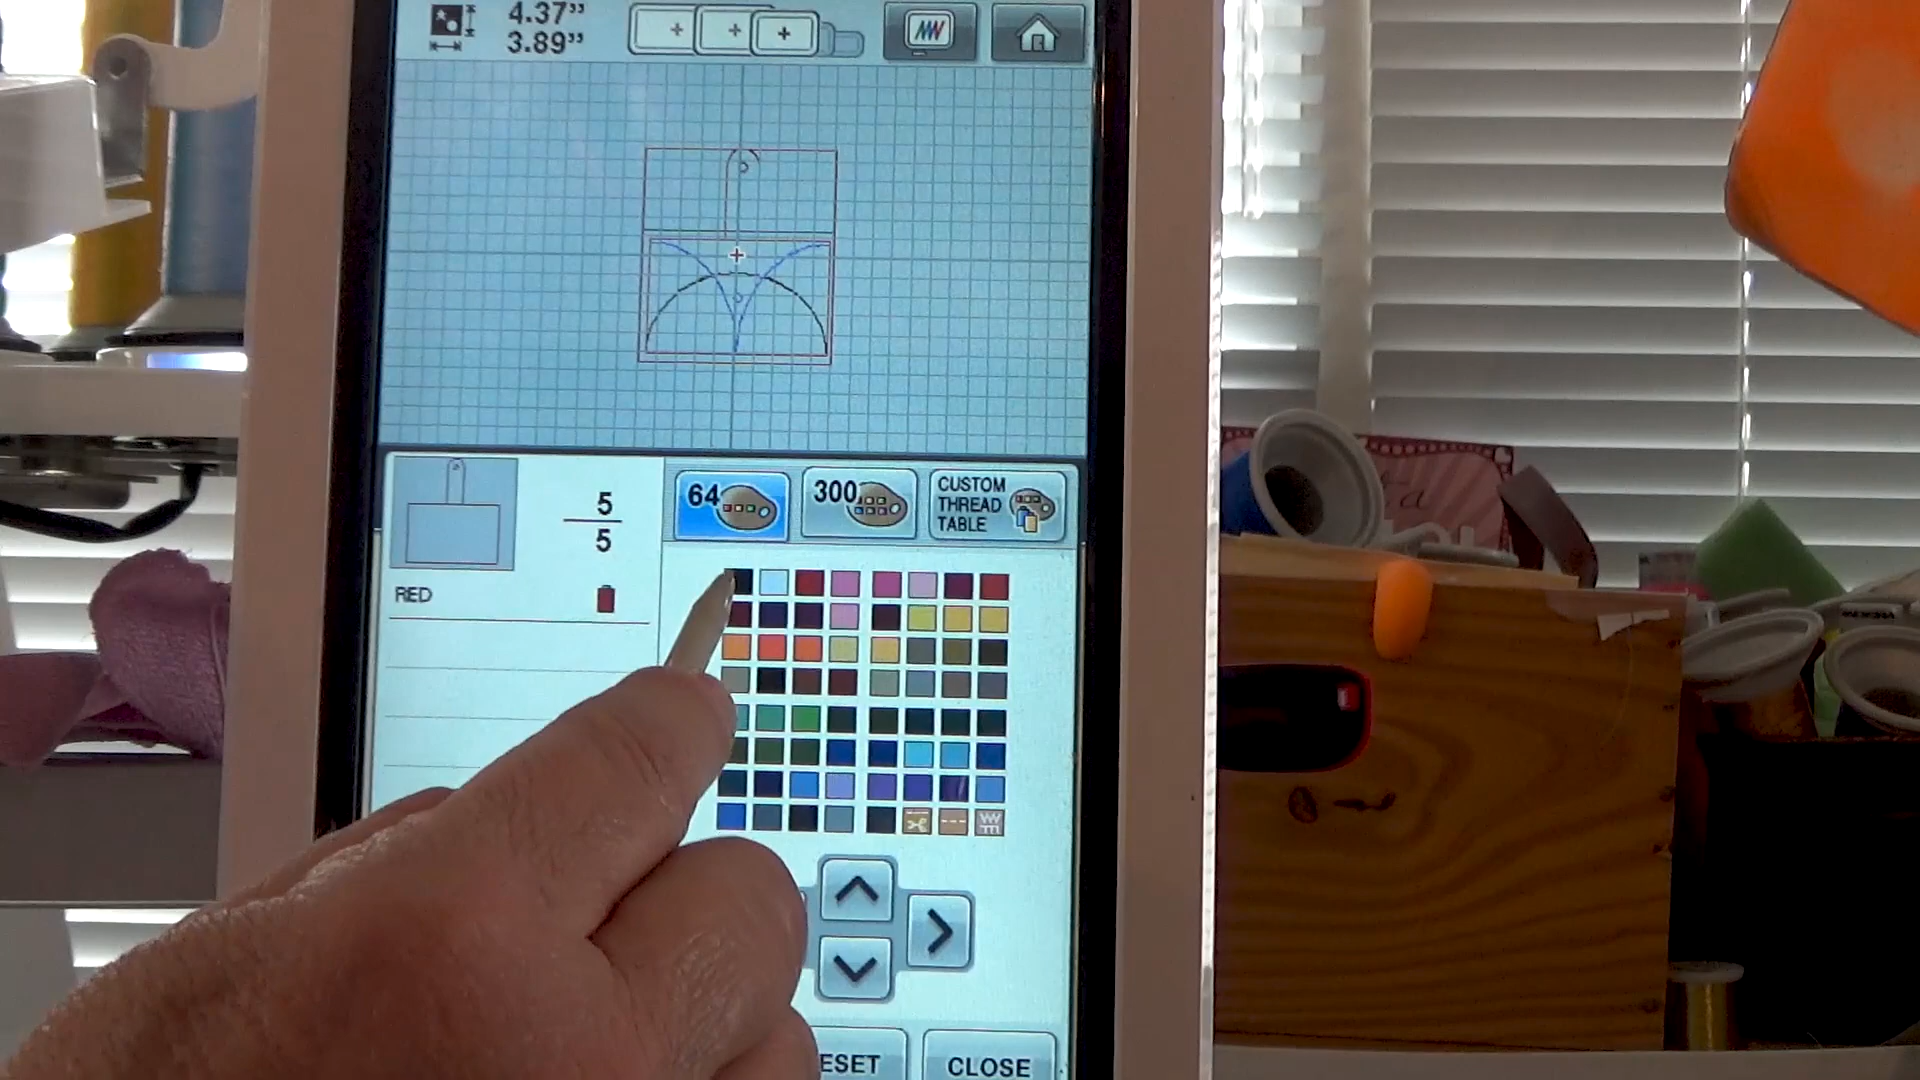 4.37"
3.89"
64
300
CUSTOM
THREAD
TABLE
5
5
RED
ESET
CLOSE